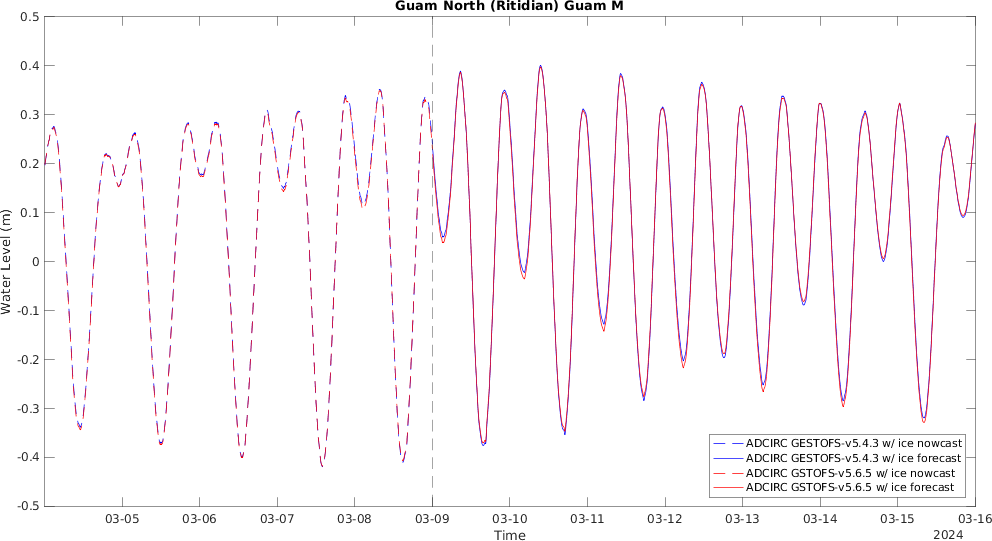 Guam North (Ritidian) Guam M
0.5
0.4
0.3
0.2
0.1
0
-0.1
-0.2
-0.3
-0.4
-0.5
Water Level (m)
ADCIRC GESTOFS-v5.4.3 w/ ice nowcast
ADCIRC GESTOFS-v5.4.3 w/ ice forecast
ADCIRC GSTOFS-v5.6.5 w/ ice nowcast
ADCIRC GSTOFS-v5.6.5 w/ ice forecast
03-05 03-06 03-07 03-08 03-09 03-10 03-11 03-12 03-13 03-14 03-15 03-16
Time
2024